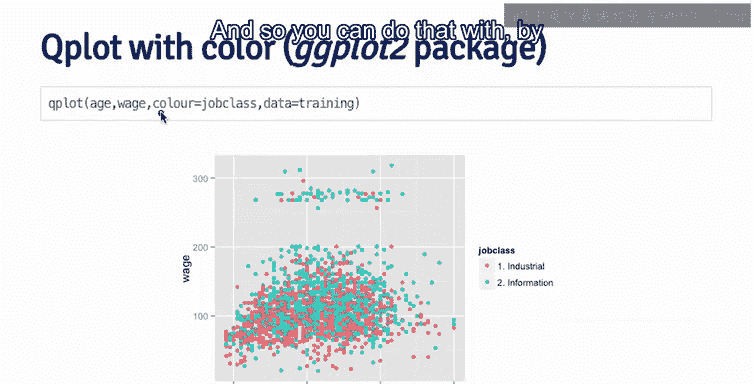 And so you can do that with, by
Qplot with color (ggplot2 package)
qplot(age,wage,colour=jobclass,data=training)
300
200
100
wage
jobclass
1. Industrial
2. Information